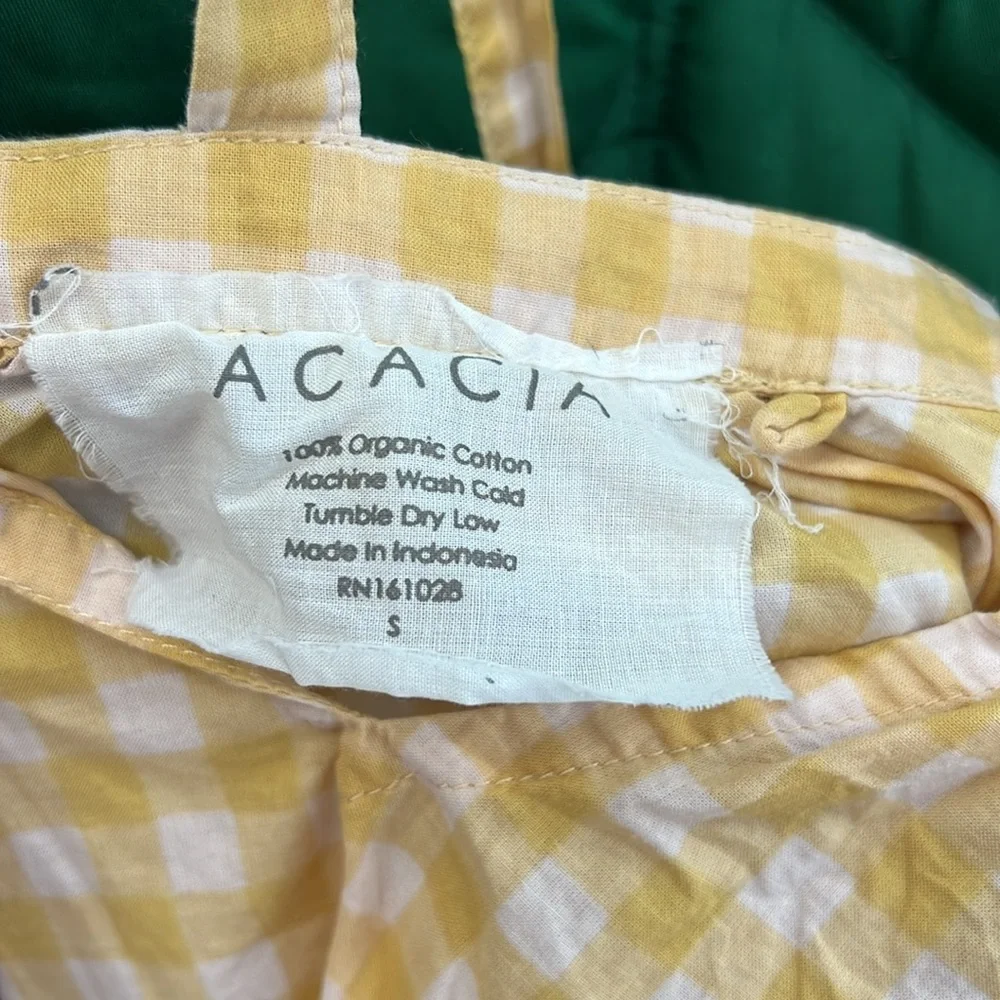 ACACIA
100% Organic Cotton
Machine Wash Cold
Tumble Dry Low
Made In Indonesia
RN161028
S